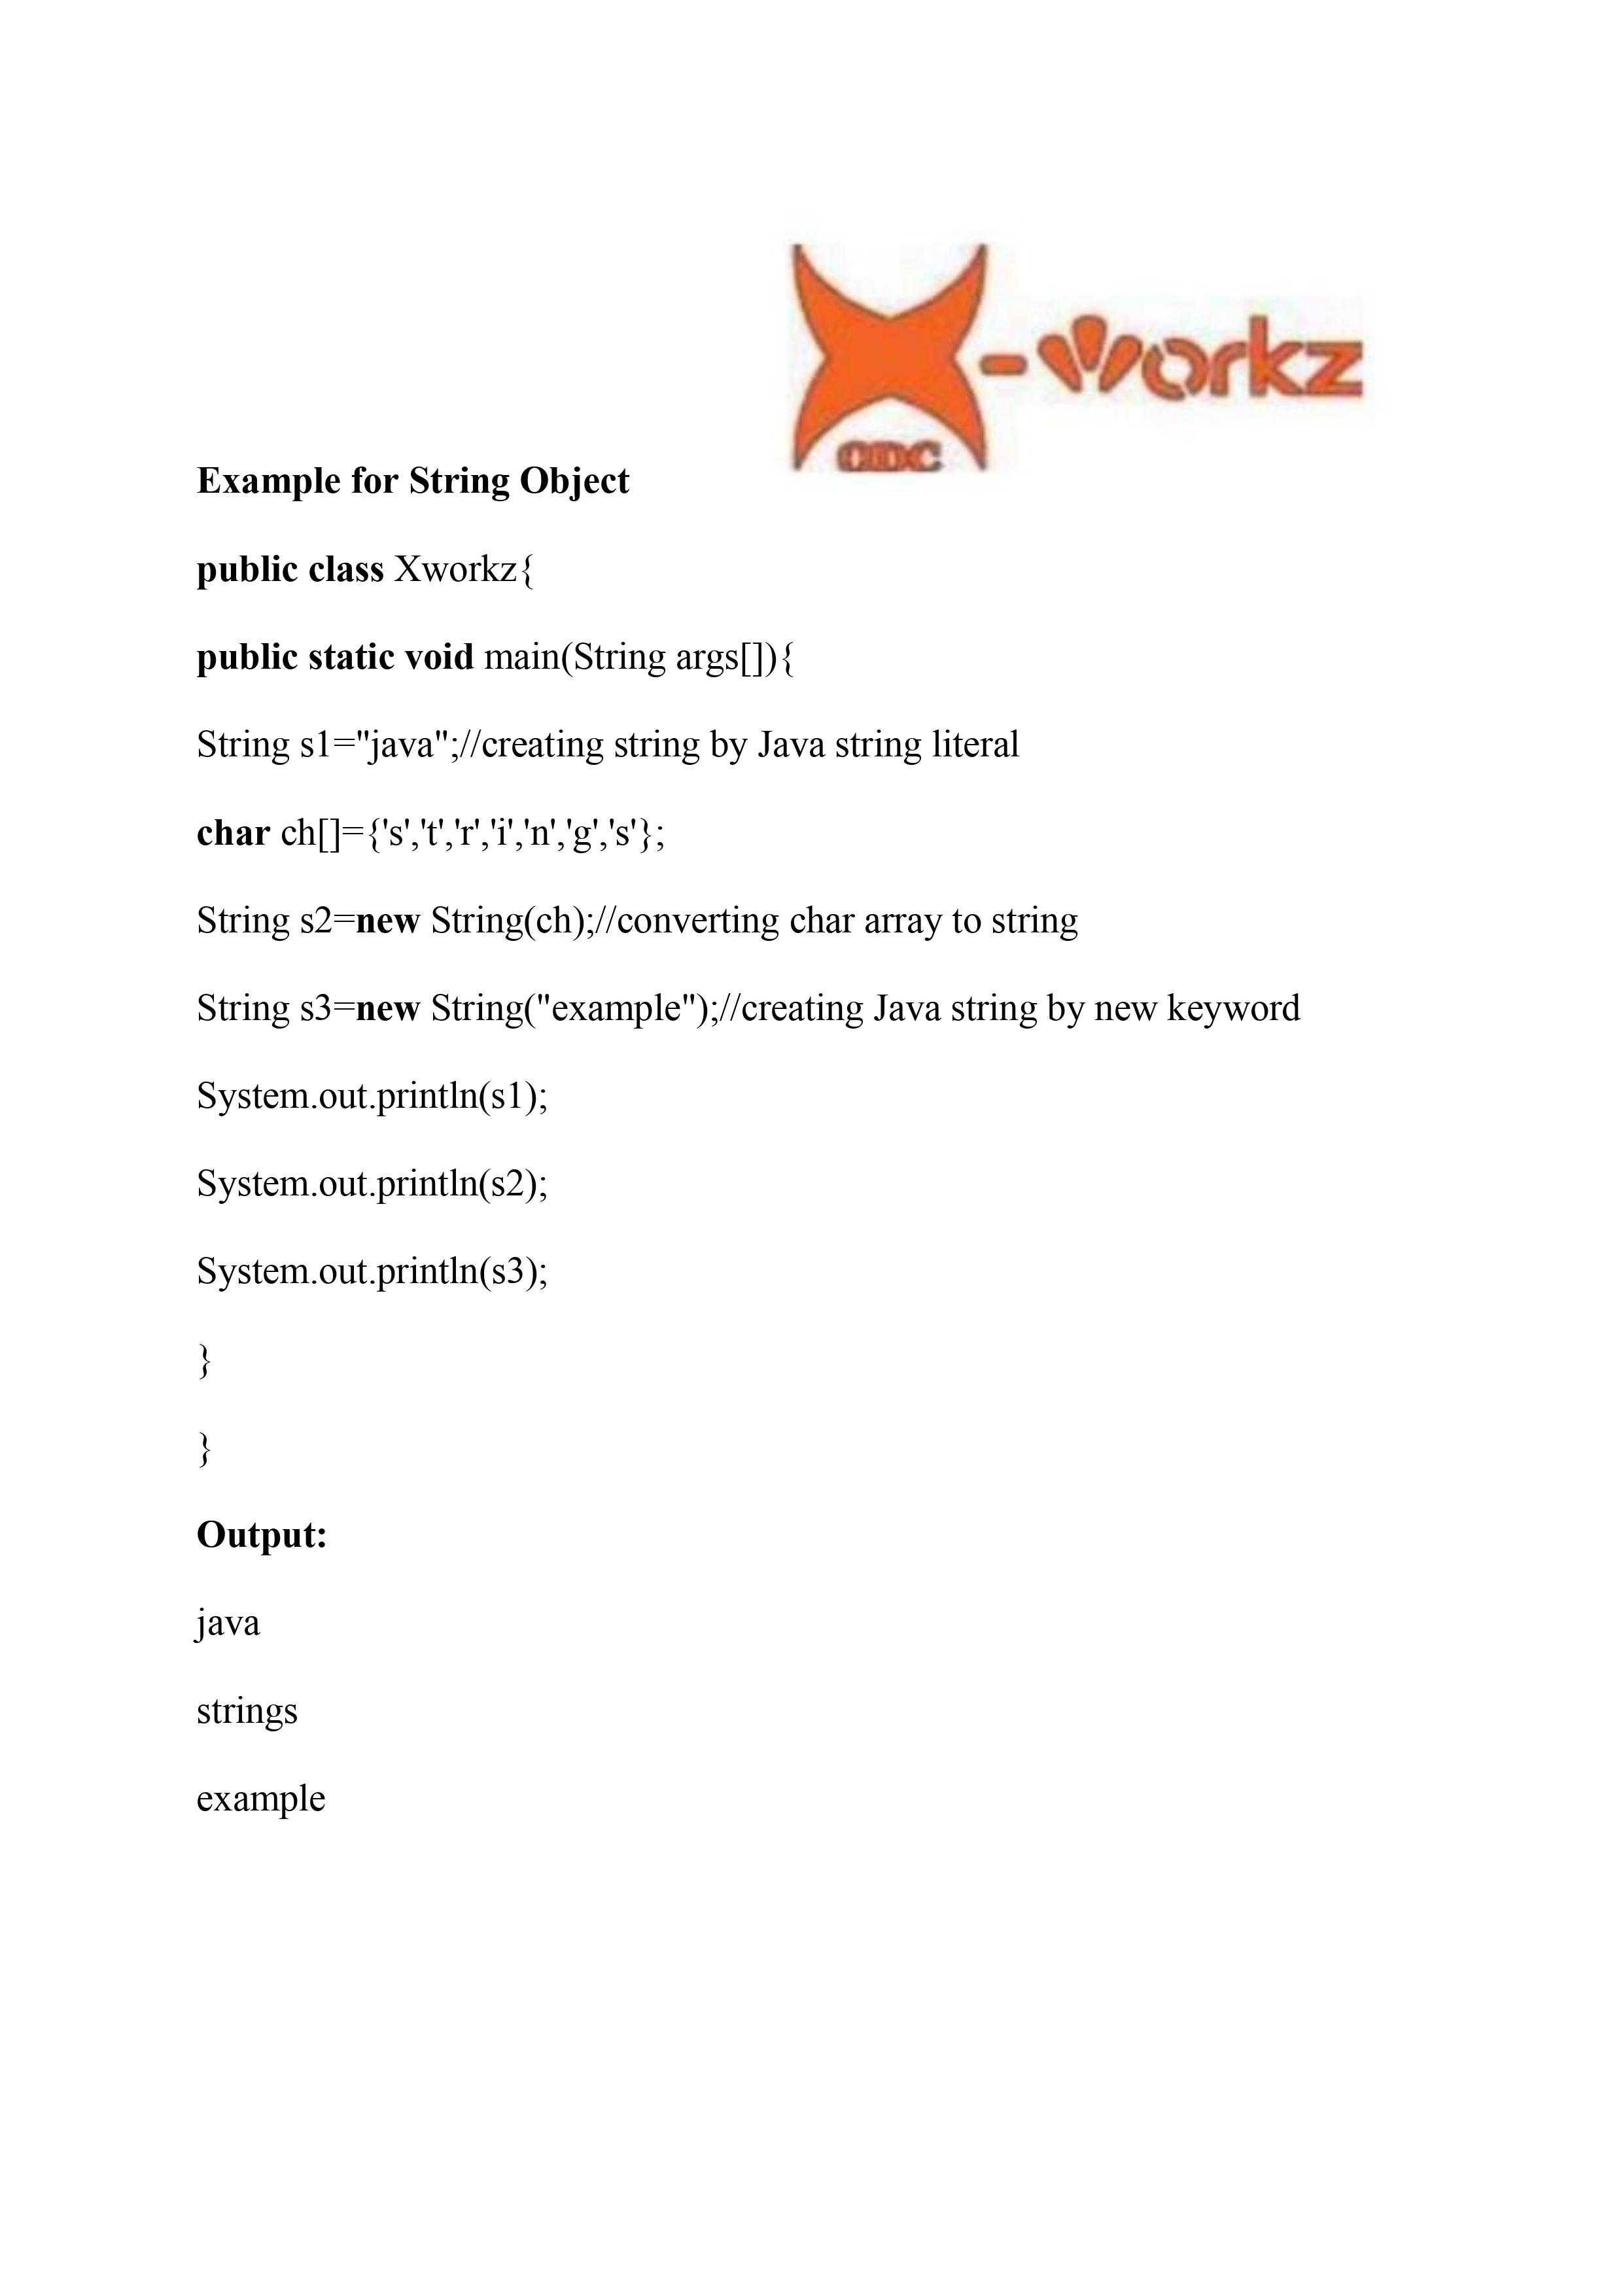 X-workz
ODC
Example for String Object
public class Xworkz{
public static void main(String args[]){
String s1="java";//creating string by Java string literal
char ch[]={'s','t','r','i','n','g','s'};
String s2=new String(ch);//converting char array to string
String s3=new String("example");//creating Java string by new keyword
System.out.println(s1);
System.out.println(s2);
System.out.println(s3);
}
}
Output:
java
strings
example